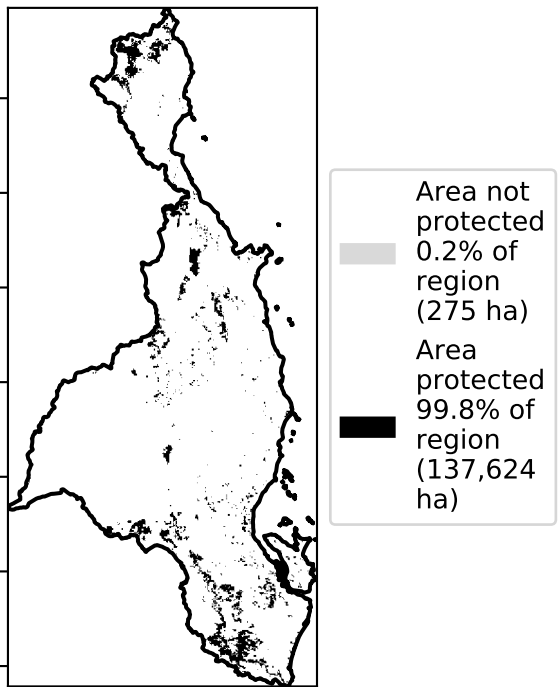 Area not
protected
0.2% of
region
(275 ha)
Area
protected
99.8% of
region
(137,624
ha)